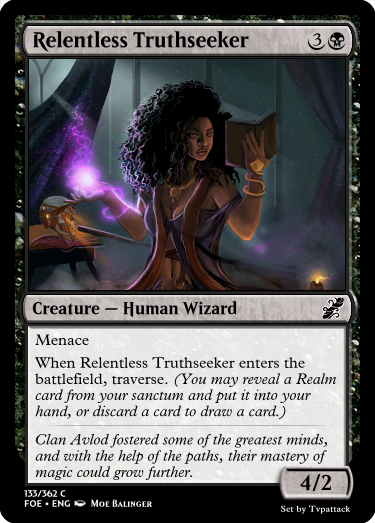 Relentless Truthseeker 3
Creature — Human Wizard
Menace
When Relentless Truthseeker enters the
battlefield, traverse. (You may reveal a Realm
card from your sanctum and put it into your
hand, or discard a card to draw a card.)
Clan Avlod fostered some of the greatest minds,
and with the help of the paths, their mastery of
magic could grow further.
4/2
133/362 C
FOE • ENG Moe Balinger
Set by Tvpattack